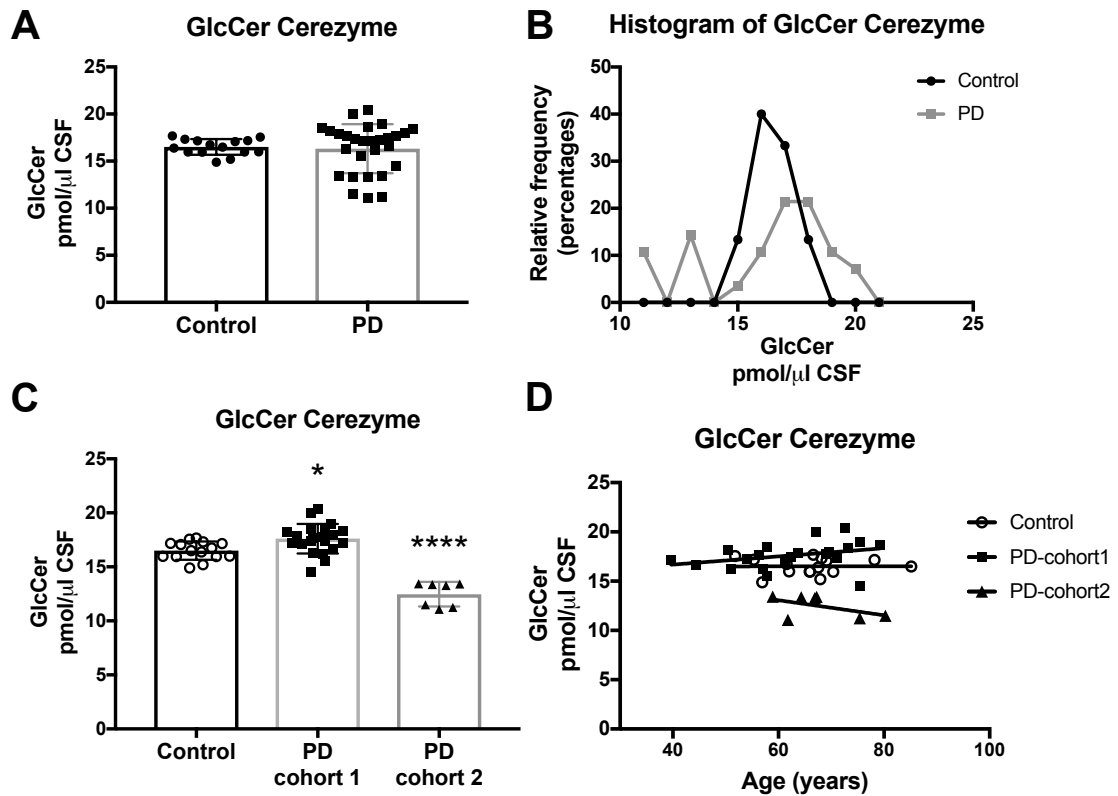 A
GlcCer Cerezyme
GlcCer
pmol/μl CSF
25
20
15
10
5
0
Control
PD
B
Histogram of GlcCer Cerezyme
Relative frequency
(percentages)
50
40
30
20
10
0
Control
PD
10
15
20
25
GlcCer
pmol/μl CSF
C
GlcCer Cerezyme
GlcCer
pmol/μl CSF
25
20
15
10
5
0
*
****
Control
PD
cohort 1
PD
cohort 2
D
GlcCer Cerezyme
GlcCer
pmol/μl CSF
25
20
15
10
5
0
Control
PD-cohort1
PD-cohort2
40
60
80
100
Age (years)